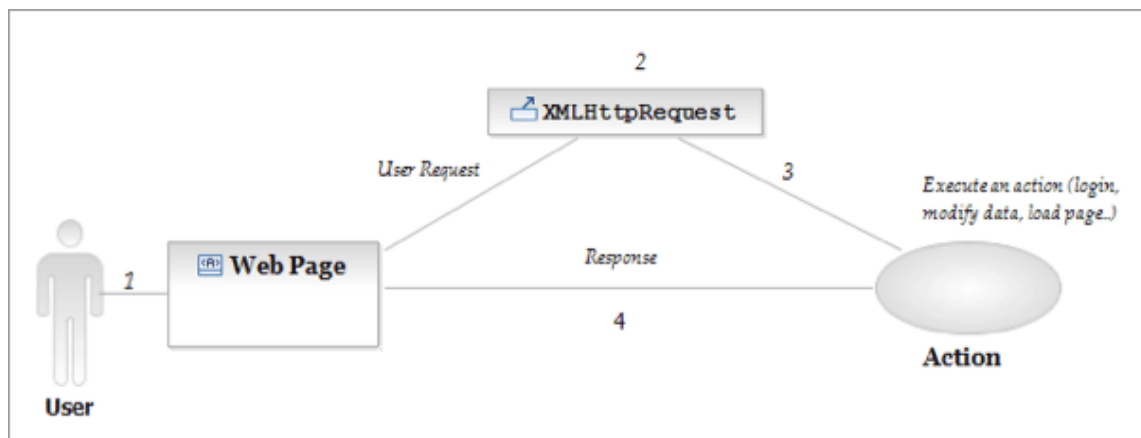 2
XMLHttpRequest
User Request
3
Execute an action (login,
modify data, load page..)
1
<A> Web Page
Response
4
Action
User